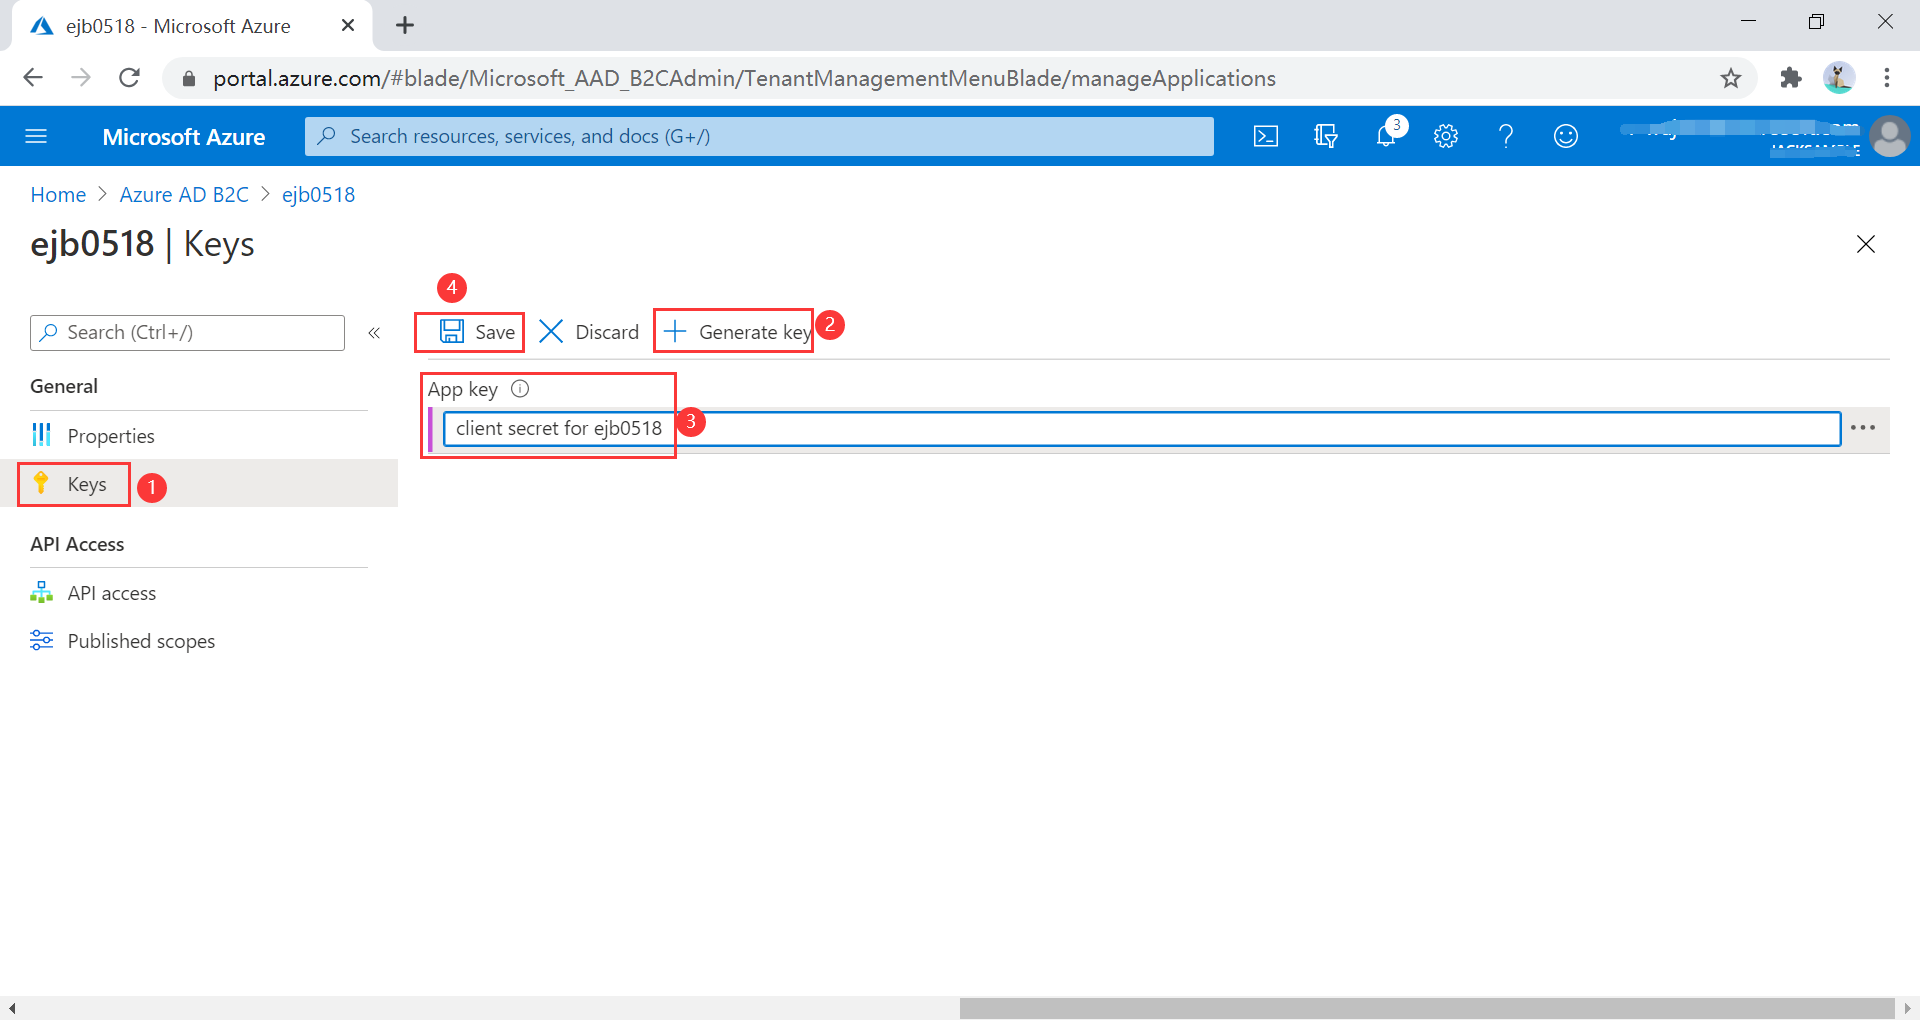 ejb0518 - Microsoft Azure
portal.azure.com/#blade/Microsoft_AAD_B2CAdmin/TenantManagementMenuBlade/manageApplications
Microsoft Azure
Search resources, services, and docs (G+/)
3
Home > Azure AD B2C > ejb0518
ejb0518 | Keys
4
Search (Ctrl+/)
«
Save
Discard
Generate key
2
General
App key
client secret for ejb0518
3
Properties
Keys
1
API Access
API access
Published scopes